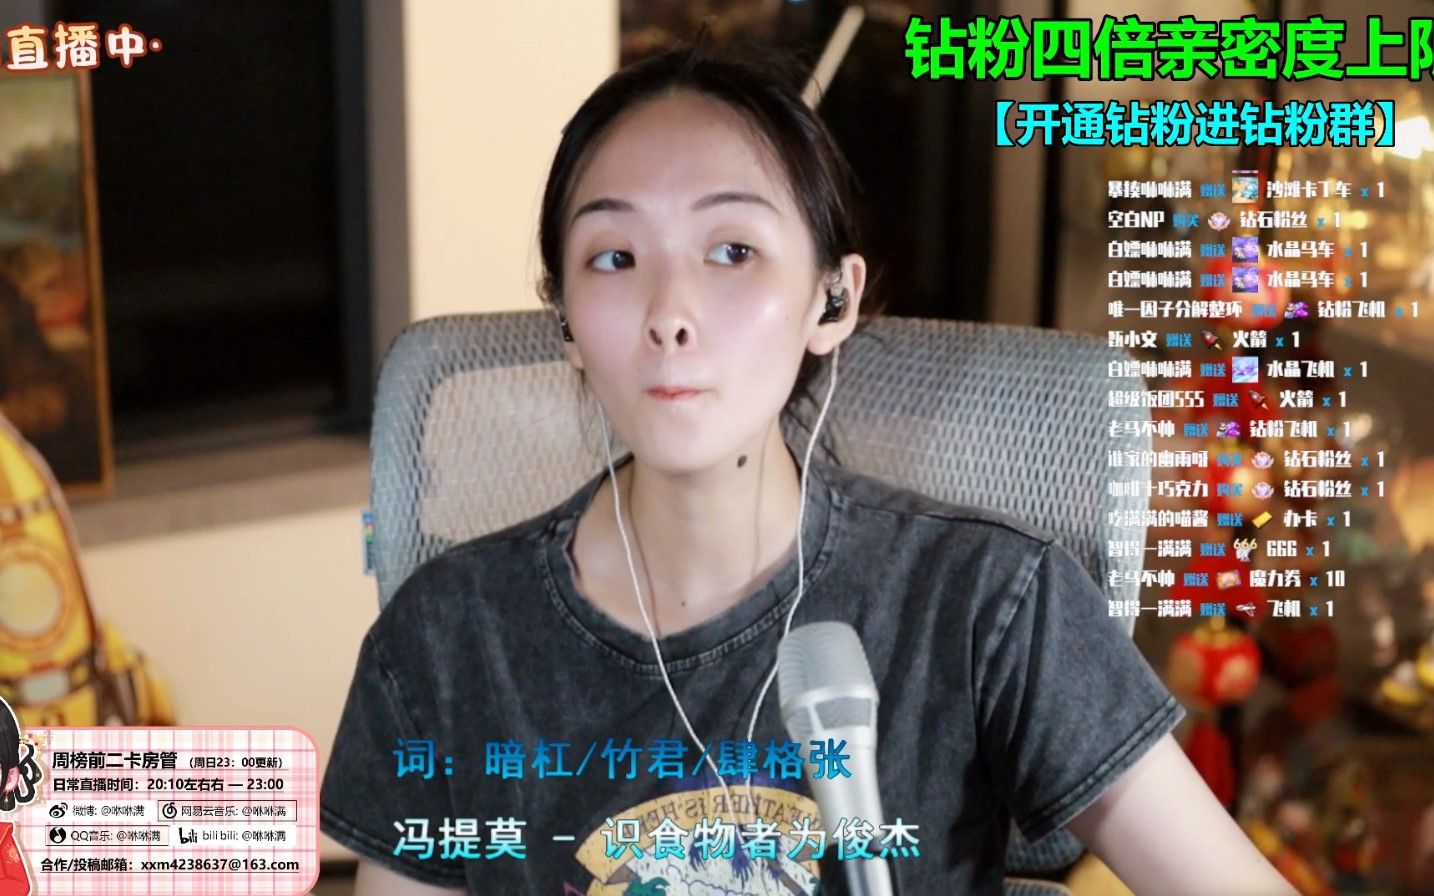 直播中
钻粉四倍亲密度上限
【开通钻粉进钻粉群】
暴揍咻咻满 赠送 沙滩卡丁车 x 1
空白NP 购买 钻石粉丝 x 1
白嫖咻咻满 赠送 水晶马车 x 1
白嫖咻咻满 赠送 水晶马车 x 1
唯一因子分解整环 赠送 钻粉飞机 x 1
甄小文 赠送 火箭 x 1
白嫖咻咻满 赠送 水晶飞机 x 1
超级饭团555 赠送 火箭 x 1
老马不帅 赠送 钻粉飞机 x 1
谁家的幽雨呀 购买 钻石粉丝 x 1
咖啡十巧克力 购买 钻石粉丝 x 1
吃满满的喵酱 赠送 办卡 x 1
智得一满满 赠送 666 x 1
老马不帅 赠送 魔力券 x 10
智得一满满 赠送 飞机 x 1
词：暗杠/竹君/肆格张
冯提莫 - 识食物者为俊杰
周榜前二卡房管 (周日23：00更新)
日常直播时间：20:10左右右 — 23:00
微博: @咻咻满 网易云音乐: @咻咻满
QQ音乐: @咻咻满 bilibili: @咻咻满
合作/投稿邮箱：xxm4238637@163.com